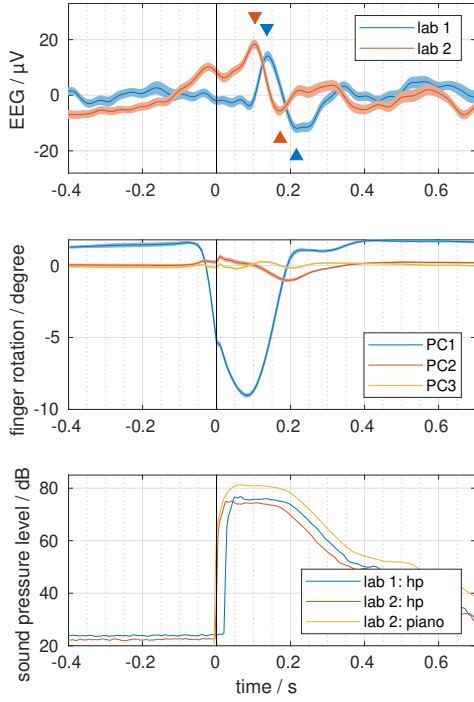 EEG / µV
20
0
-20
lab 1
lab 2
-0.4 -0.2 0 0.2 0.4 0.6
finger rotation / degree
0
-5
-10
PC1
PC2
PC3
-0.4 -0.2 0 0.2 0.4 0.6
sound pressure level / dB
80
60
40
20
lab 1: hp
lab 2: hp
lab 2: piano
-0.4 -0.2 0 0.2 0.4 0.6
time / s